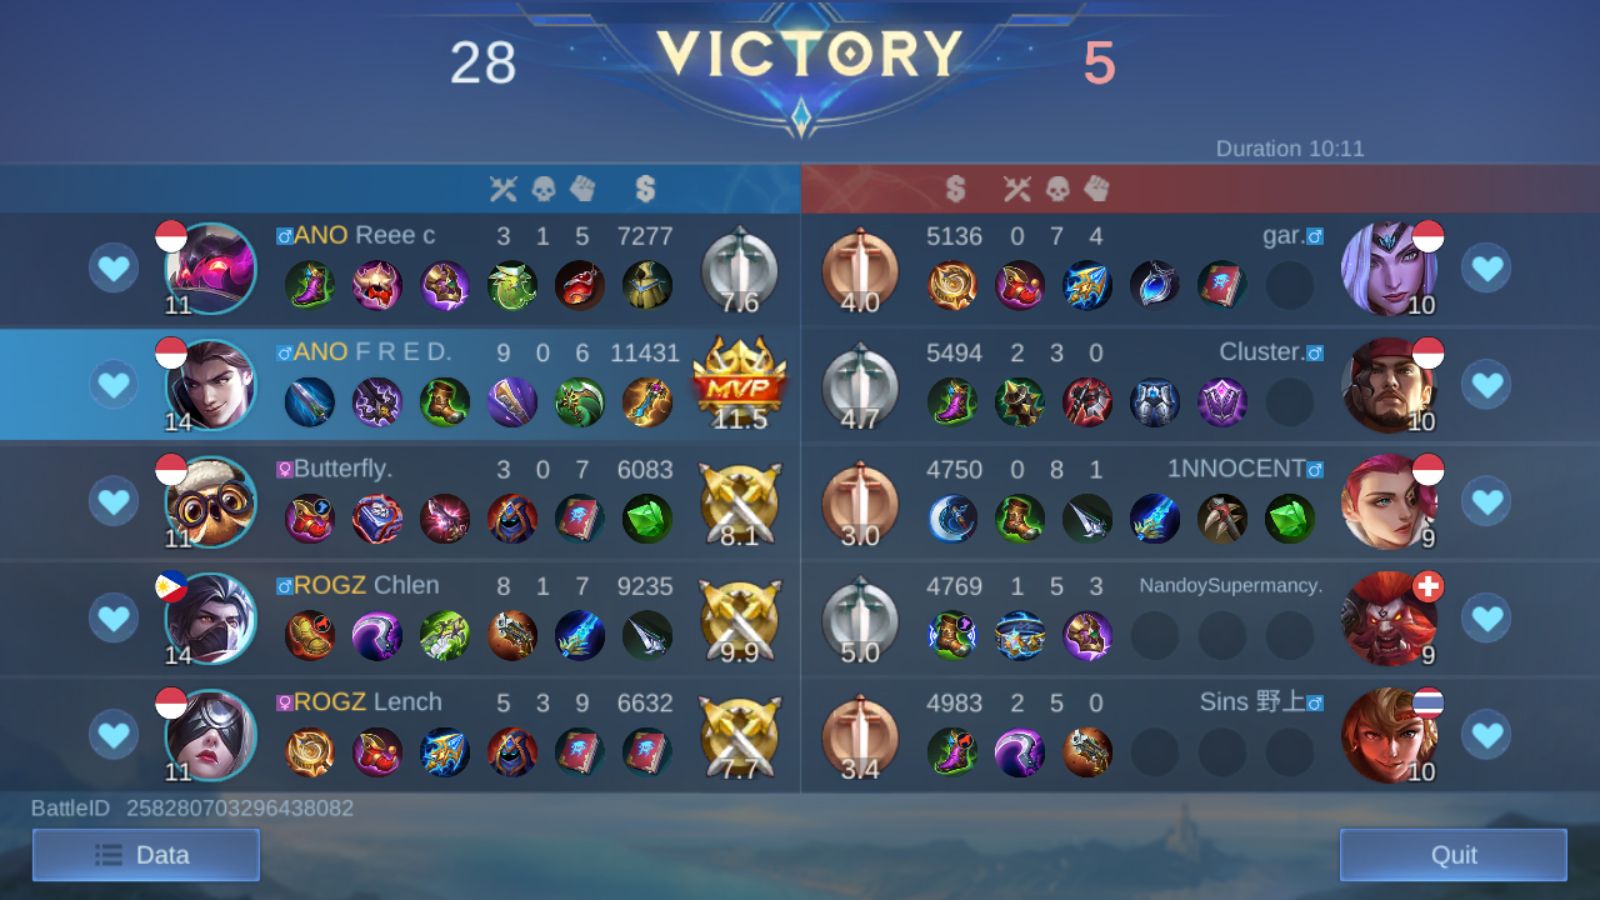 28 VICTORY 5
Duration 10:11
ANO Reee c 3 1 5 7277
11 7.6
5136 0 7 4 gar.
4.0 10
ANO F R E D. 9 0 6 11431
14 MVP 11.5
5494 2 3 0 Cluster.
4.7 10
Butterfly. 3 0 7 6083
11 8.1
4750 0 8 1 1NNOCENT
3.0 9
ROGZ Chlen 8 1 7 9235
14 9.9
4769 1 5 3 NandoySupermancy.
5.0 9
ROGZ Lench 5 3 9 6632
11 7.7
4983 2 5 0 Sins 野上
3.4 10
BattleID 258280703296438082
Data
Quit